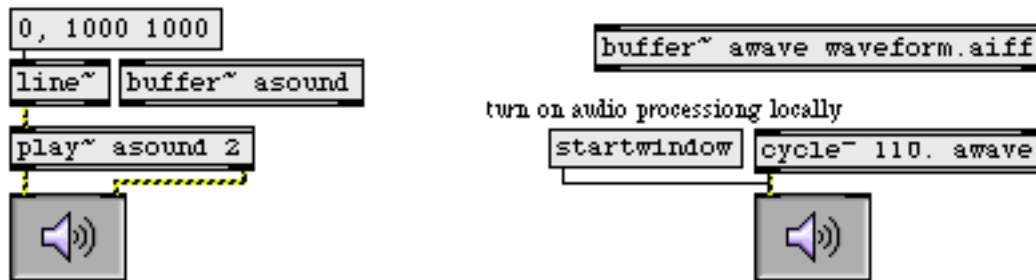 0, 1000 1000
line~ buffer~ asound
play~ asound 2
buffer~ awave waveform.aiff
turn on audio processiong locally
startwindow cycle~ 110. awave